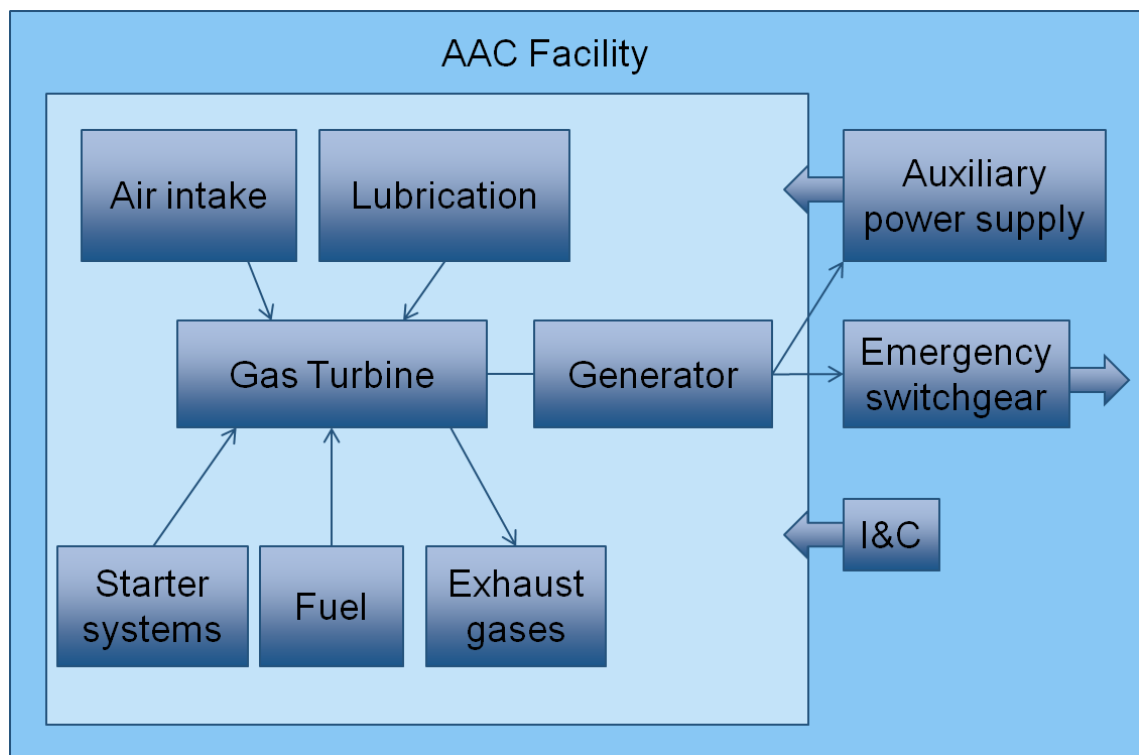 AAC Facility
Air intake
Lubrication
Auxiliary
power supply
Gas Turbine
Generator
Emergency
switchgear
I&C
Starter
systems
Fuel
Exhaust
gases